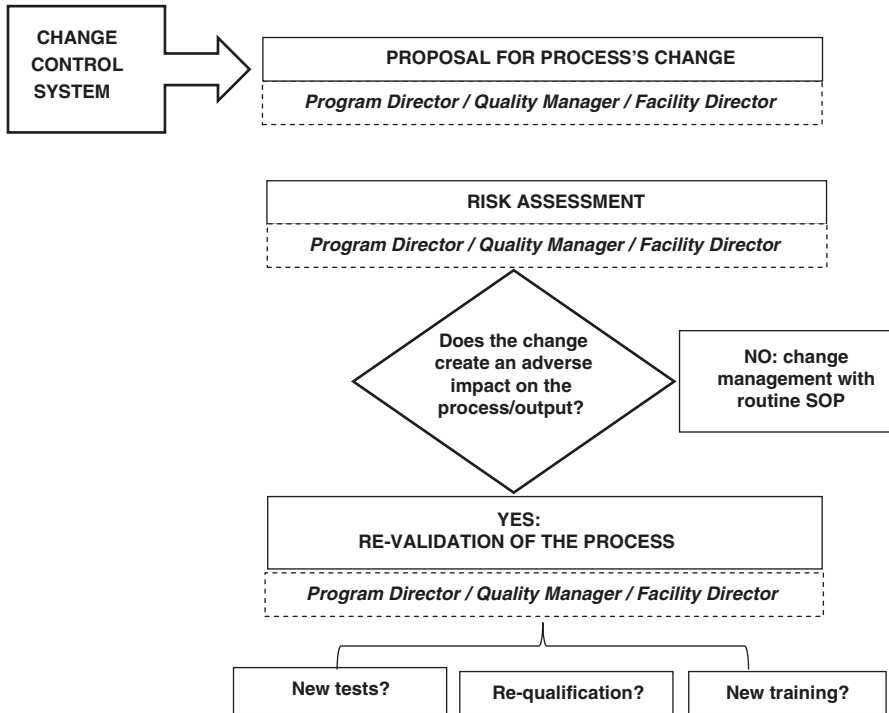 CHANGE
CONTROL
SYSTEM
PROPOSAL FOR PROCESS'S CHANGE
Program Director / Quality Manager / Facility Director
RISK ASSESSMENT
Program Director / Quality Manager / Facility Director
Does the change
create an adverse
impact on the
process/output?
NO: change
management with
routine SOP
YES:
RE-VALIDATION OF THE PROCESS
Program Director / Quality Manager / Facility Director
New tests?
Re-qualification?
New training?